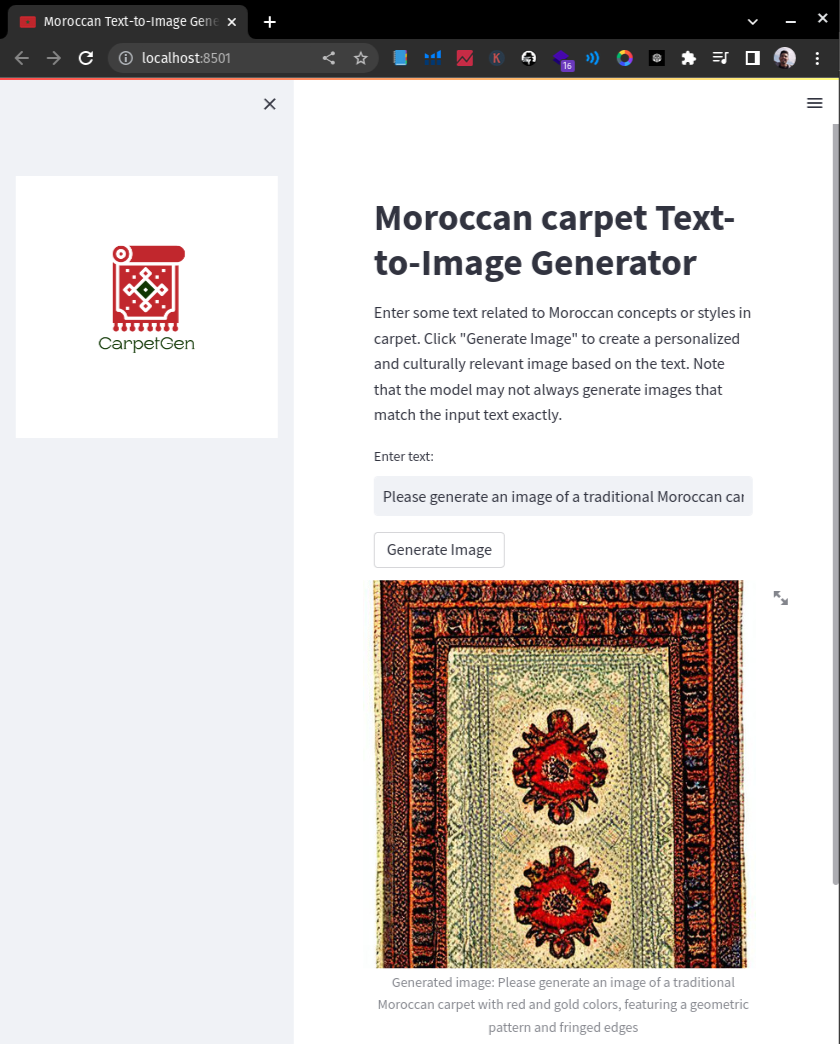 Moroccan Text-to-Image Gene
localhost:8501
16
CarpetGen
Moroccan carpet Text-
to-Image Generator
Enter some text related to Moroccan concepts or styles in
carpet. Click "Generate Image" to create a personalized
and culturally relevant image based on the text. Note
that the model may not always generate images that
match the input text exactly.
Enter text:
Please generate an image of a traditional Moroccan car
Generate Image
Generated image: Please generate an image of a traditional
Moroccan carpet with red and gold colors, featuring a geometric
pattern and fringed edges